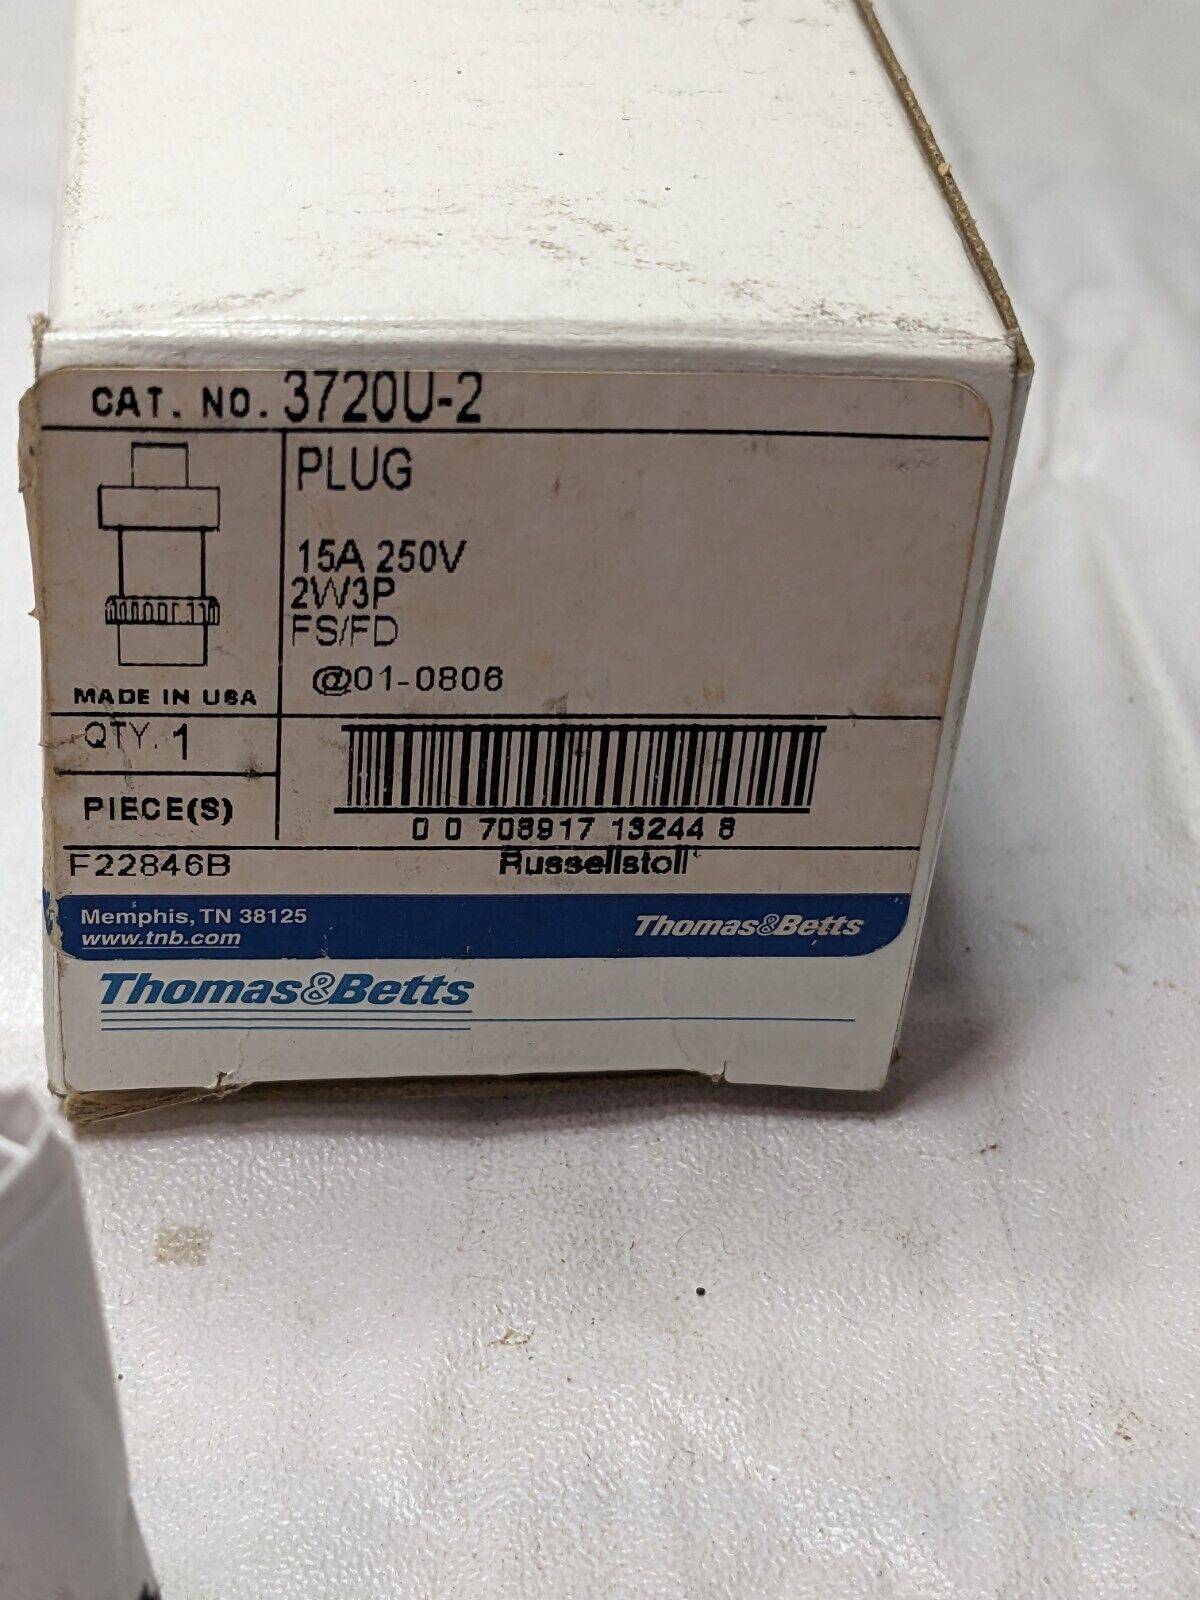 CAT. NO. 3720U-2
PLUG
15A 250V
2W3P
FS/FD
@01-0806
MADE IN USA
QTY. 1
PIECE(S)
0 0 708917 13244 8
F22846B
Russellstoll
Memphis, TN 38125
www.tnb.com
Thomas&Betts
Thomas&Betts